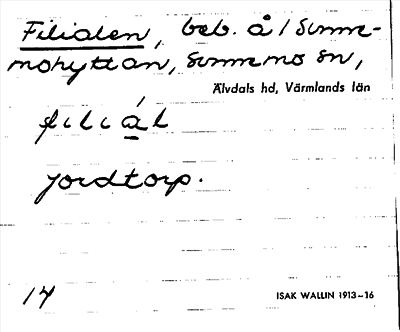 Filialen, beb. å / Sunne-
mohyttan, Sunnemo sn,
Älvdals hd, Värmlands län
filiál
jordtorp.
14
ISAK WALLIN 1913-16